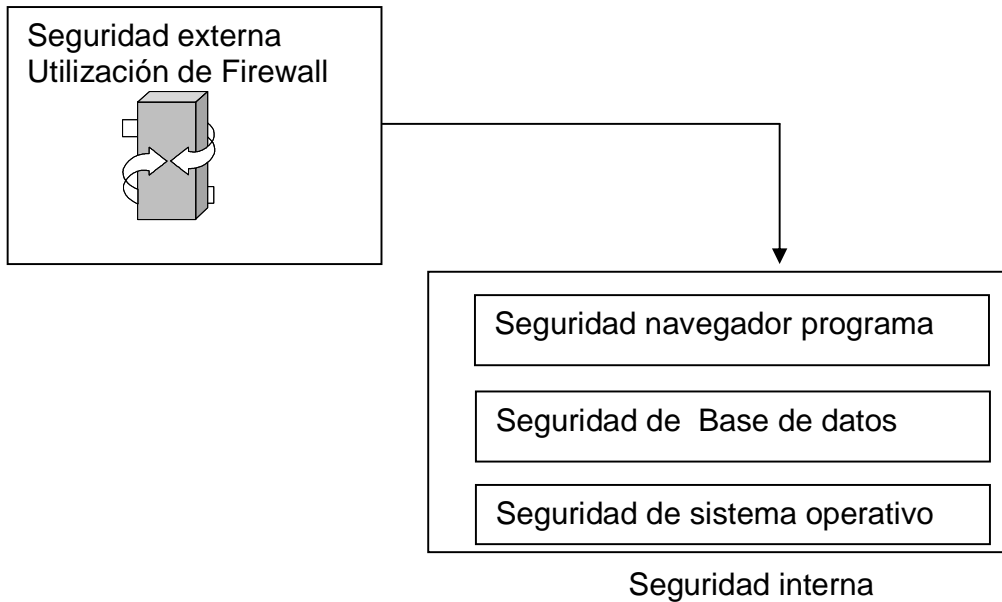 Seguridad externa
Utilización de Firewall
Seguridad navegador programa
Seguridad de  Base de datos
Seguridad de sistema operativo
Seguridad interna